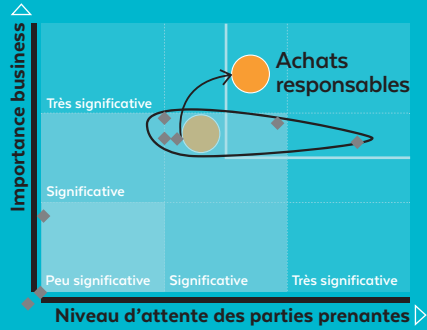 Importance business
Achats
responsables
Très significative
Significative
Peu significative
Significative
Très significative
Niveau d'attente des parties prenantes